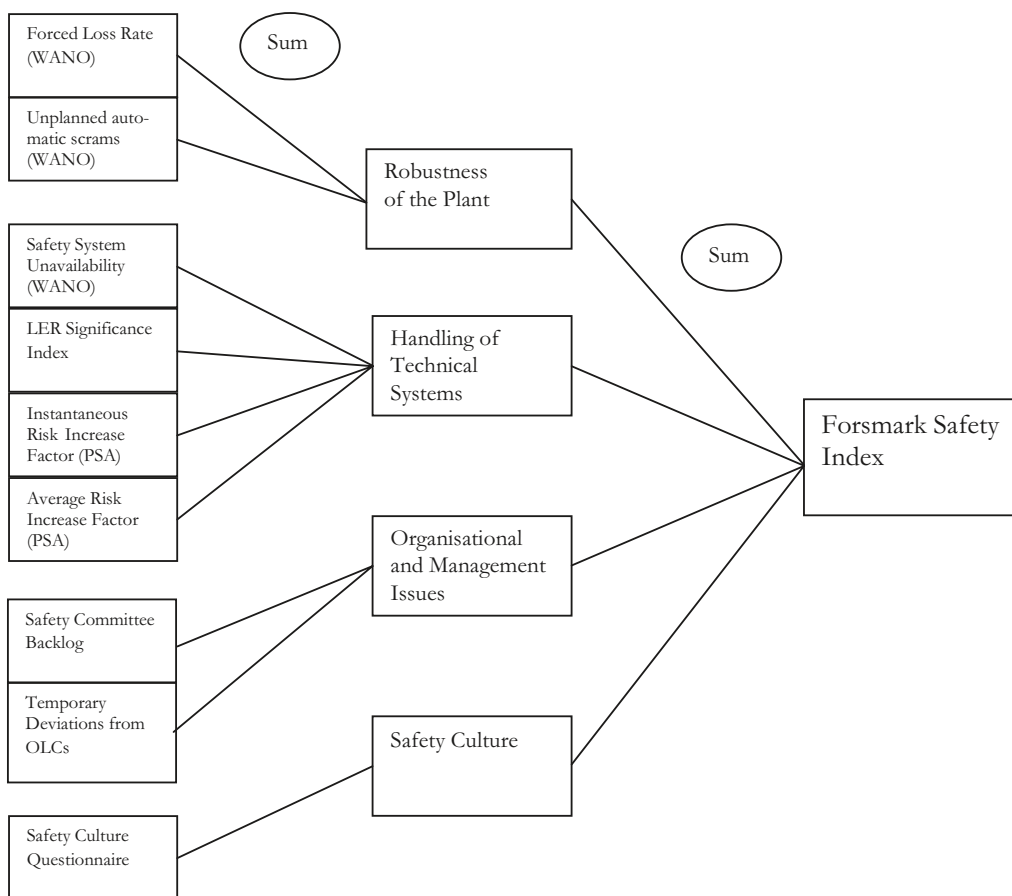 Forced Loss Rate
(WANO)
Unplanned auto-
matic scrams
(WANO)
Safety System
Unavailability
(WANO)
LER Significance
Index
Instantaneous
Risk Increase
Factor (PSA)
Average Risk
Increase Factor
(PSA)
Safety Committee
Backlog
Temporary
Deviations from
OLCs
Safety Culture
Questionnaire
Sum
Robustness
of the Plant
Handling of
Technical
Systems
Organisational
and Management
Issues
Safety Culture
Sum
Forsmark Safety
Index